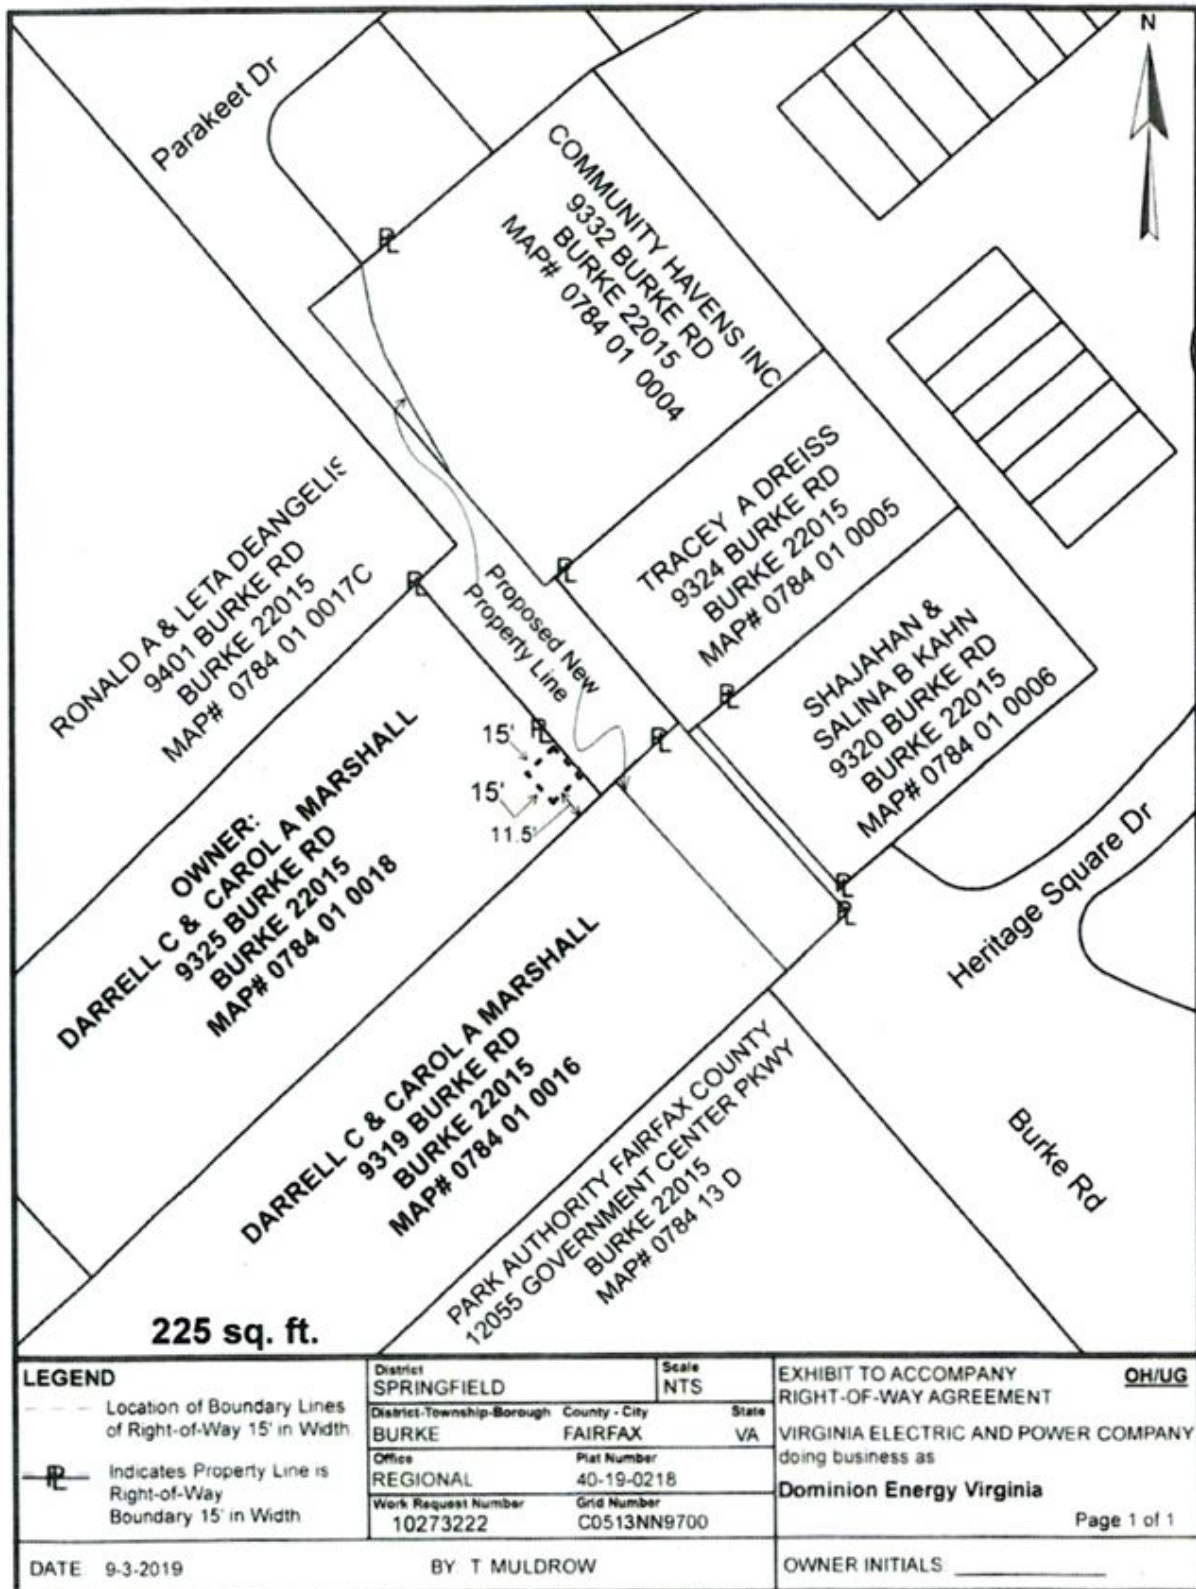 N
Parakeet Dr
COMMUNITY HAVENS INC
9332 BURKE RD
BURKE 22015
MAP# 0784 01 0004
PL
TRACEY A DREISS
9324 BURKE RD
BURKE 22015
MAP# 0784 01 0005
PL
RONALD A & LETA DEANGELIS
9401 BURKE RD
BURKE 22015
MAP# 0784 01 0017C
PL
Proposed New
Property Line
SHAJAHAN &
SALINA B KAHN
9320 BURKE RD
BURKE 22015
MAP# 0784 01 0006
PL
PL
PL
15'
15'
11.5'
OWNER:
DARRELL C & CAROL A MARSHALL
9325 BURKE RD
BURKE 22015
MAP# 0784 01 0018
PL
PL
Heritage Square Dr
DARRELL C & CAROL A MARSHALL
9319 BURKE RD
BURKE 22015
MAP# 0784 01 0016
PARK AUTHORITY FAIRFAX COUNTY
12055 GOVERNMENT CENTER PKWY
BURKE 22015
MAP# 0784 13 D
Burke Rd
225 sq. ft.
LEGEND
Location of Boundary Lines
of Right-of-Way 15' in Width
PL Indicates Property Line is
Right-of-Way
Boundary 15' in Width
District
SPRINGFIELD
Scale
NTS
District-Township-Borough County - City State
BURKE FAIRFAX VA
Office
REGIONAL
Plat Number
40-19-0218
Work Request Number
10273222
Grid Number
C0513NN9700
EXHIBIT TO ACCOMPANY OH/UG
RIGHT-OF-WAY AGREEMENT
VIRGINIA ELECTRIC AND POWER COMPANY
doing business as
Dominion Energy Virginia
Page 1 of 1
DATE 9-3-2019 BY T MULDROW
OWNER INITIALS